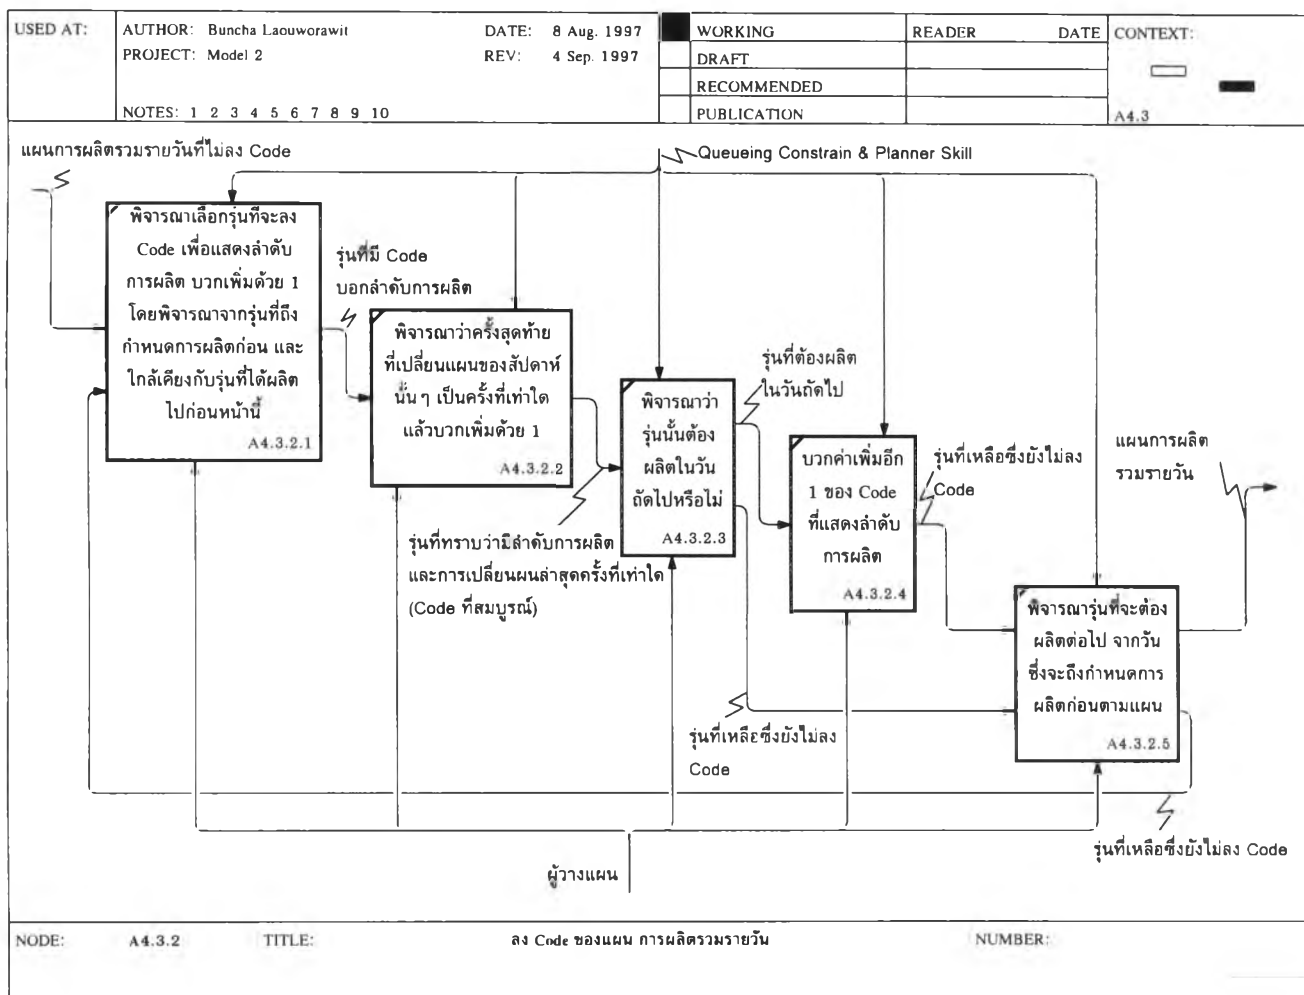 USED AT:
AUTHOR: Buncha Laouworawit
DATE: 8 Aug. 1997
PROJECT: Model 2
REV: 4 Sep. 1997
NOTES: 1 2 3 4 5 6 7 8 9 10
WORKING
DRAFT
RECOMMENDED
PUBLICATION
READER DATE
CONTEXT:
A4.3
แผนการผลิตรวมรายวันที่ไม่ลง Code
Queueing Constrain & Planner Skill
พิจารณาเลือกรุ่นที่จะลง
Code เพื่อแสดงลำดับ
การผลิต บวกเพิ่มด้วย 1
โดยพิจารณาจากรุ่นที่ถึง
กำหนดการผลิตก่อน และ
ใกล้เคียงกับรุ่นที่ได้ผลิต
ไปก่อนหน้านี้
A4.3.2.1
รุ่นที่มี Code
บอกลำดับการผลิต
พิจารณาว่าครั้งสุดท้าย
ที่เปลี่ยนแผนของสัปดาห์
นั้น ๆ เป็นครั้งที่เท่าใด
แล้วบวกเพิ่มด้วย 1
A4.3.2.2
รุ่นที่ทราบว่ามีลำดับการผลิต
และการเปลี่ยนผนล่าสุดครั้งที่เท่าใด
(Code ที่สมบูรณ์)
พิจารณาว่า
รุ่นนั้นต้อง
ผลิตในวัน
ถัดไปหรือไม่
A4.3.2.3
รุ่นที่ต้องผลิต
ในวันถัดไป
บวกค่าเพิ่มอีก
1 ของ Code
ที่แสดงลำดับ
การผลิต
A4.3.2.4
รุ่นที่เหลือซึ่งยังไม่ลง
Code
รุ่นที่เหลือซึ่งยังไม่ลง
Code
แผนการผลิต
รวมรายวัน
พิจารณารุ่นที่จะต้อง
ผลิตต่อไป จากวัน
ซึ่งจะถึงกำหนดการ
ผลิตก่อนตามแผน
A4.3.2.5
รุ่นที่เหลือซึ่งยังไม่ลง Code
ผู้วางแผน
NODE: A4.3.2
TITLE: ลง Code ของแผน การผลิตรวมรายวัน
NUMBER: